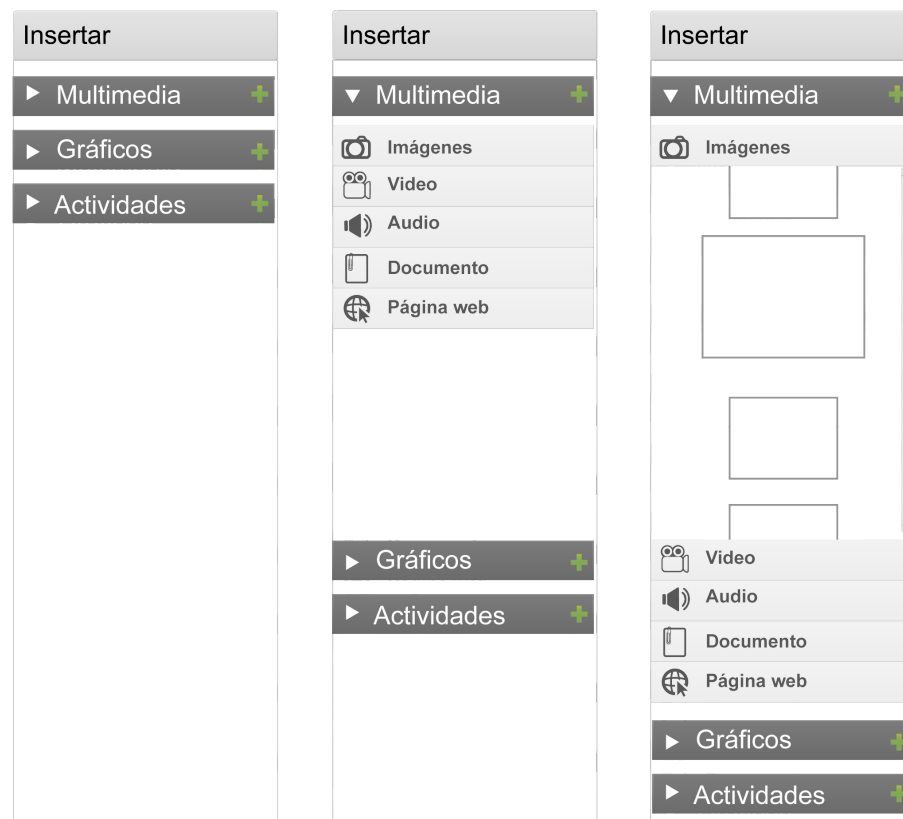 Insertar
Multimedia
Gráficos
Actividades
Insertar
Multimedia
Imágenes
Video
Audio
Documento
Página web
Gráficos
Actividades
Insertar
Multimedia
Imágenes
Video
Audio
Documento
Página web
Gráficos
Actividades